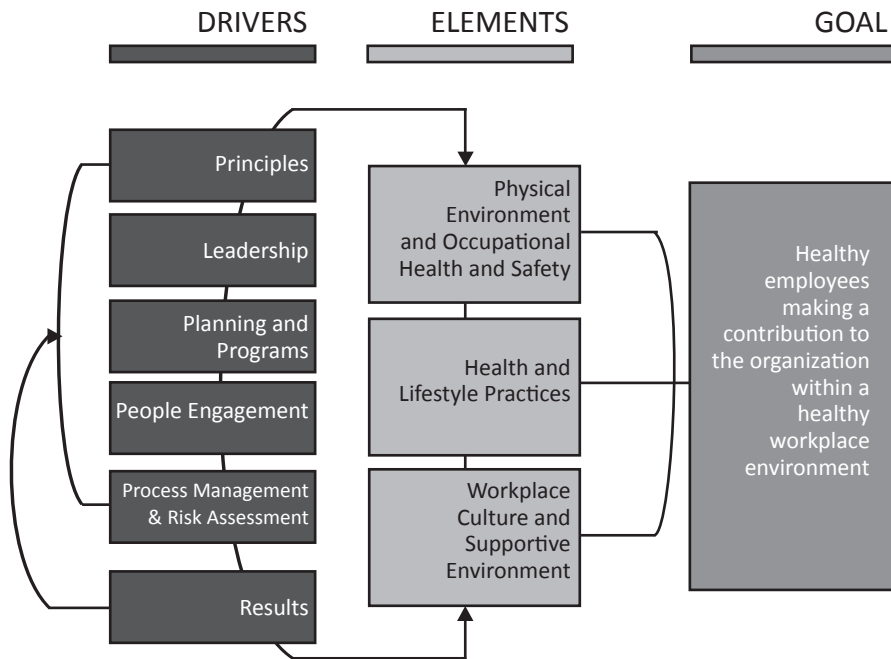 DRIVERS
ELEMENTS
GOAL
Principles
Leadership
Planning and
Programs
People Engagement
Process Management
& Risk Assessment
Results
Physical
Environment
and Occupational
Health and Safety
Health and
Lifestyle Practices
Workplace
Culture and
Supportive
Environment
Healthy
employees
making a
contribution to
the organization
within a
healthy
workplace
environment